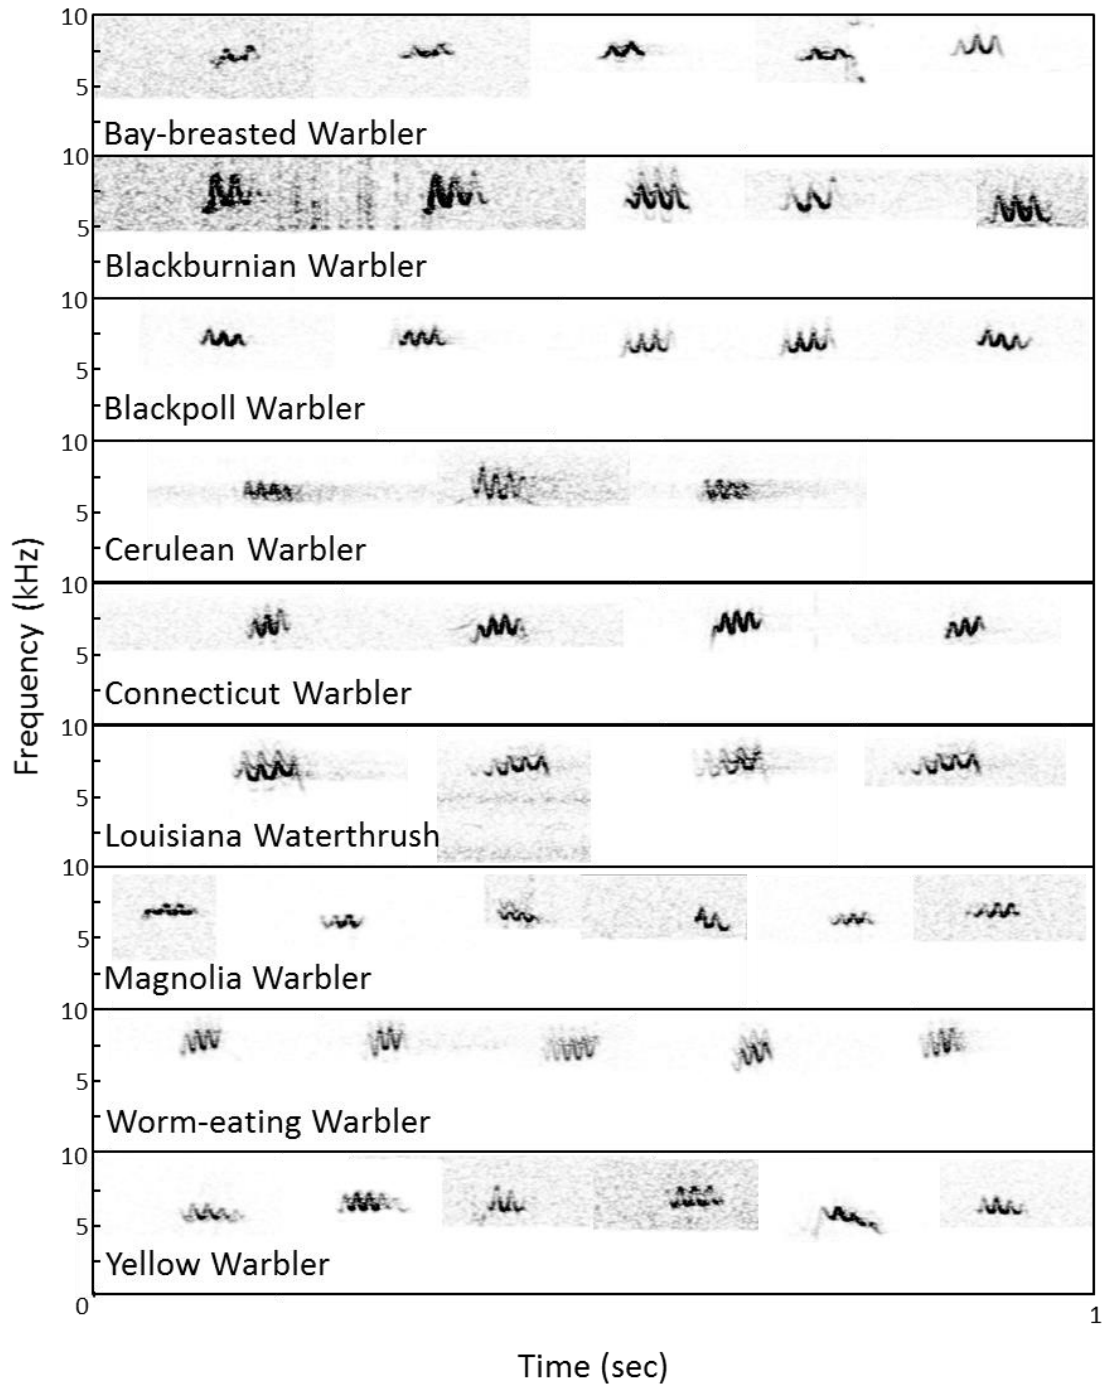 10
5
Bay-breasted Warbler
10
5
Blackburnian Warbler
10
5
Blackpoll Warbler
10
5
Cerulean Warbler
10
5
Connecticut Warbler
10
5
Louisiana Waterthrush
10
5
Magnolia Warbler
10
5
Worm-eating Warbler
10
5
Yellow Warbler
0
1
Frequency (kHz)
Time (sec)